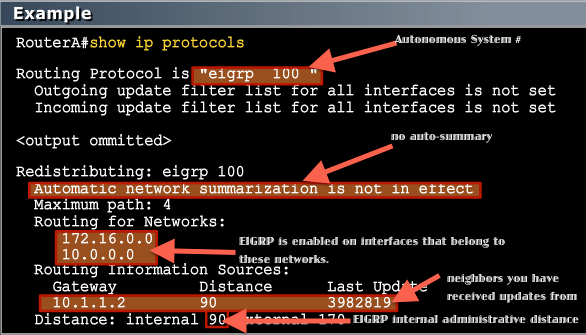 Example
RouterA#show ip protocols
Autonomous System #
Routing Protocol is "eigrp 100 "
Outgoing update filter list for all interfaces is not set
Incoming update filter list for all interfaces is not set
<output ommitted>
no auto-summary
Redistributing: eigrp 100
Automatic network summarization is not in effect
Maximum path: 4
Routing for Networks:
172.16.0.0
10.0.0.0
EIGRP is enabled on interfaces that belong to
these networks.
Routing Information Sources:
Gateway Distance Last Update
neighbors you have
received updates from
10.1.1.2 90 3982819
Distance: internal 90 external 170
EIGRP internal administrative distance